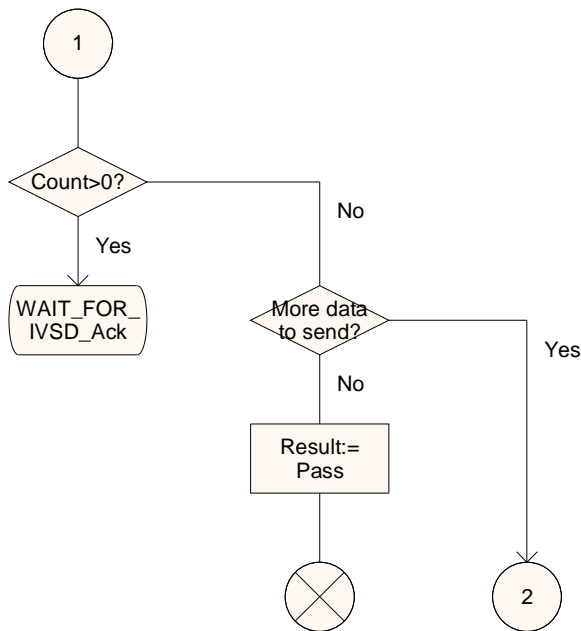 1
Count>0?
No
Yes
WAIT_FOR_
IVSD_Ack
More data
to send?
Yes
No
Result:=
Pass
2